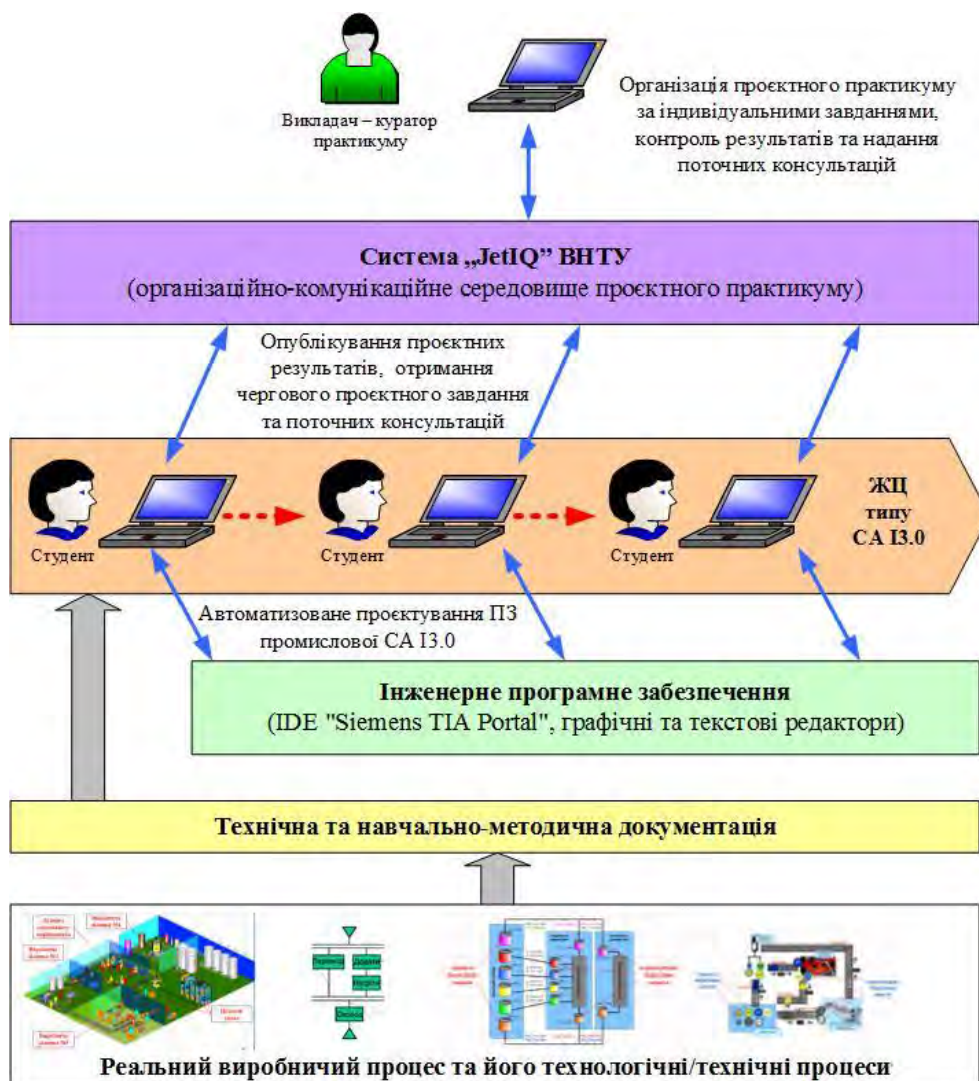 Викладач – куратор
практикуму
Організація проєктного практикуму
за індивідуальними завданнями,
контроль результатів та надання
поточних консультацій
Система „JetIQ” ВНТУ
(організаційно-комунікаційне середовище проєктного практикуму)
Опублікування проєктних
результатів, отримання
чергового проєктного завдання
та поточних консультацій
Студент
Студент
Студент
ЖЦ
типу
СА І3.0
Автоматизоване проєктування ПЗ
промислової СА І3.0
Інженерне програмне забезпечення
(IDE "Siemens TIA Portal", графічні та текстові редактори)
Технічна та навчально-методична документація
Реальний виробничий процес та його технологічні/технічні процеси